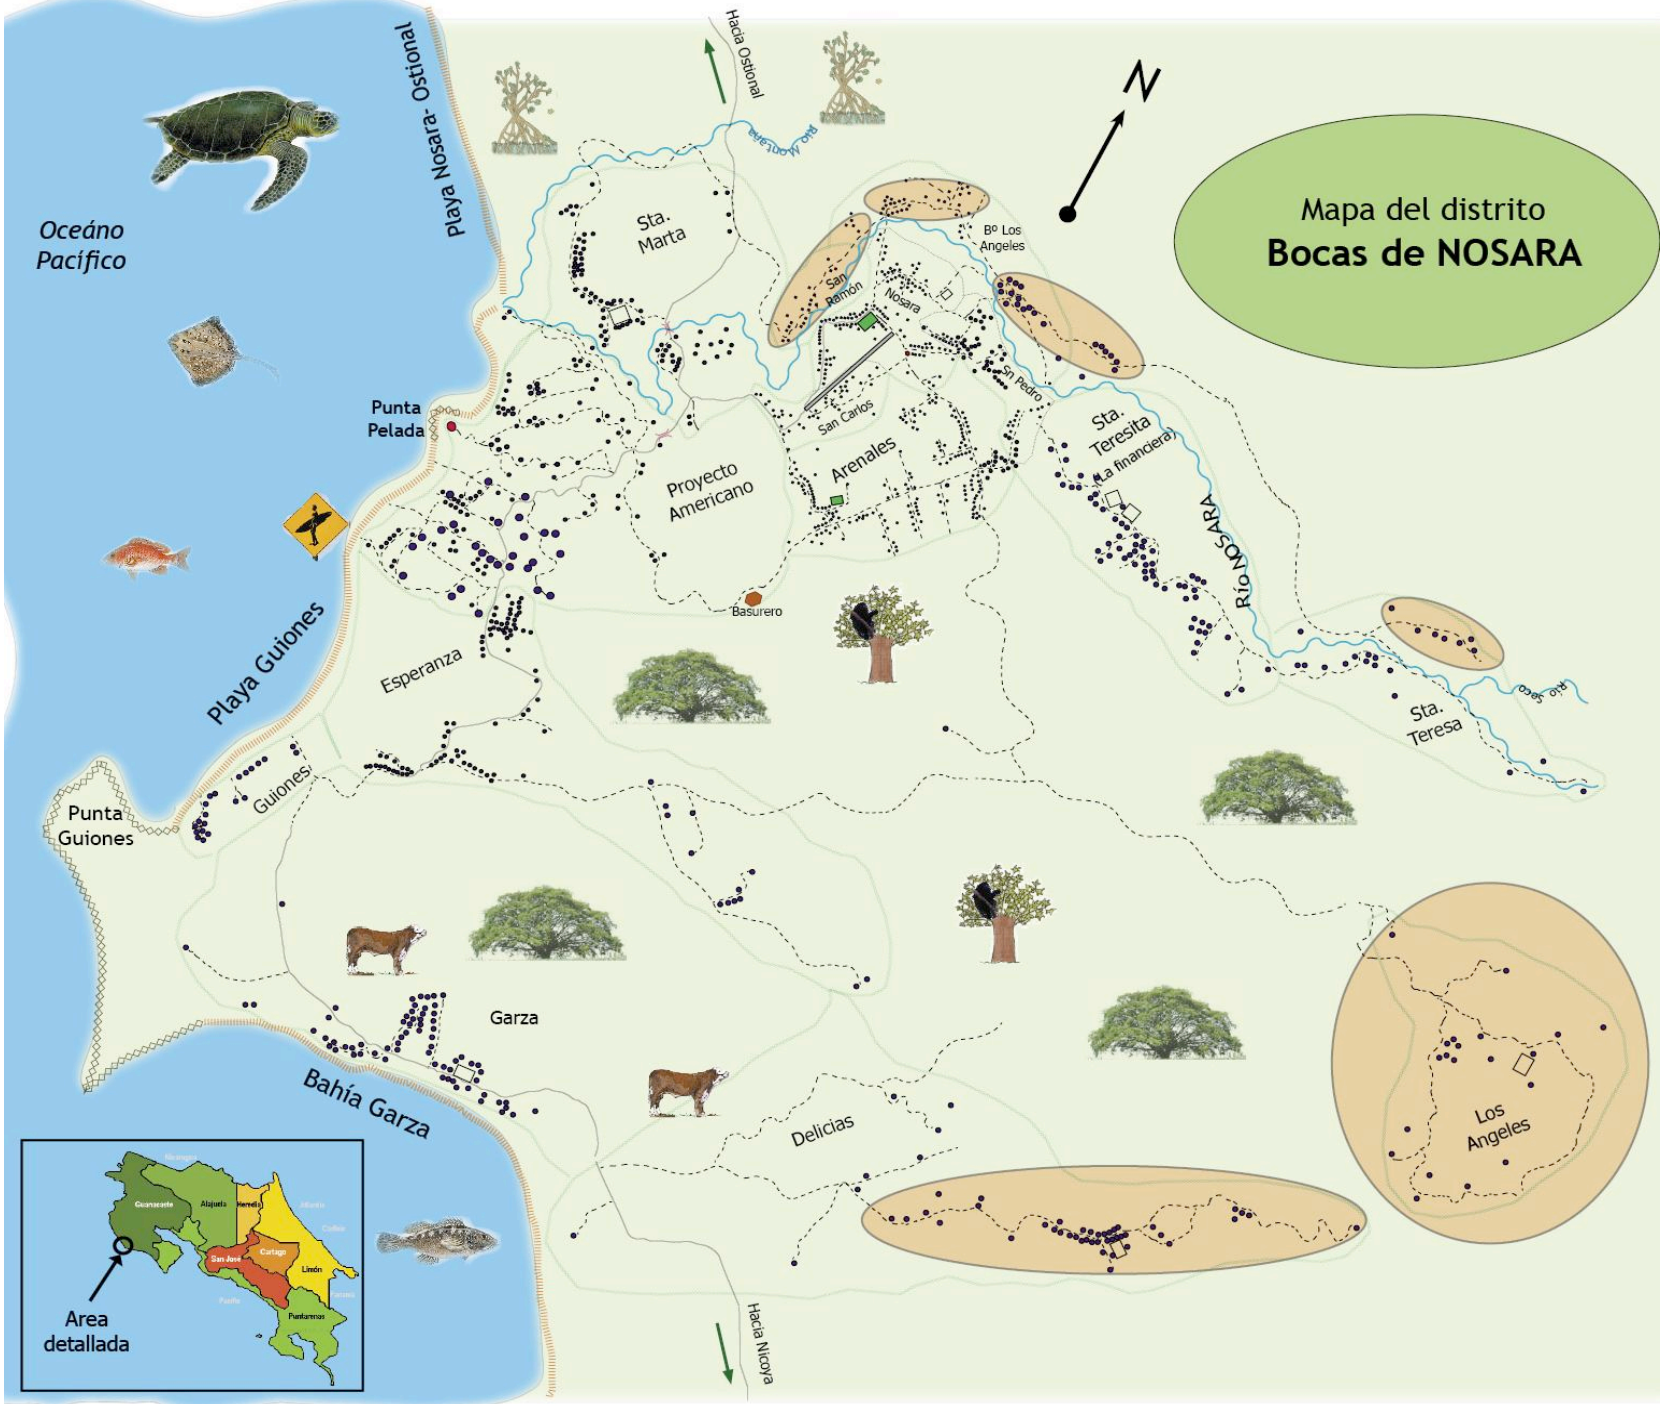 Hacia Ostional
Playa Nosara- Ostional
N
Río Montaña
Mapa del distrito
Bocas de NOSARA
Oceáno
Pacífico
Sta.
Marta
Bº Los
Angeles
San
Ramón
Nosara
Sn Pedro
Punta
Pelada
San Carlos
Sta.
Teresita
(La financiera)
Arenales
Proyecto
Americano
Río NOSARA
Basurero
Playa Guiones
Esperanza
Río Seco
Sta.
Teresa
Guiones
Punta
Guiones
Garza
Bahía Garza
Delicias
Los
Angeles
Nicaragua
Guanacaste
Alajuela
Heredia
Cartago
San José
Limón
Puntarenas
Panamá
Area
detallada
Hacia Nicoya